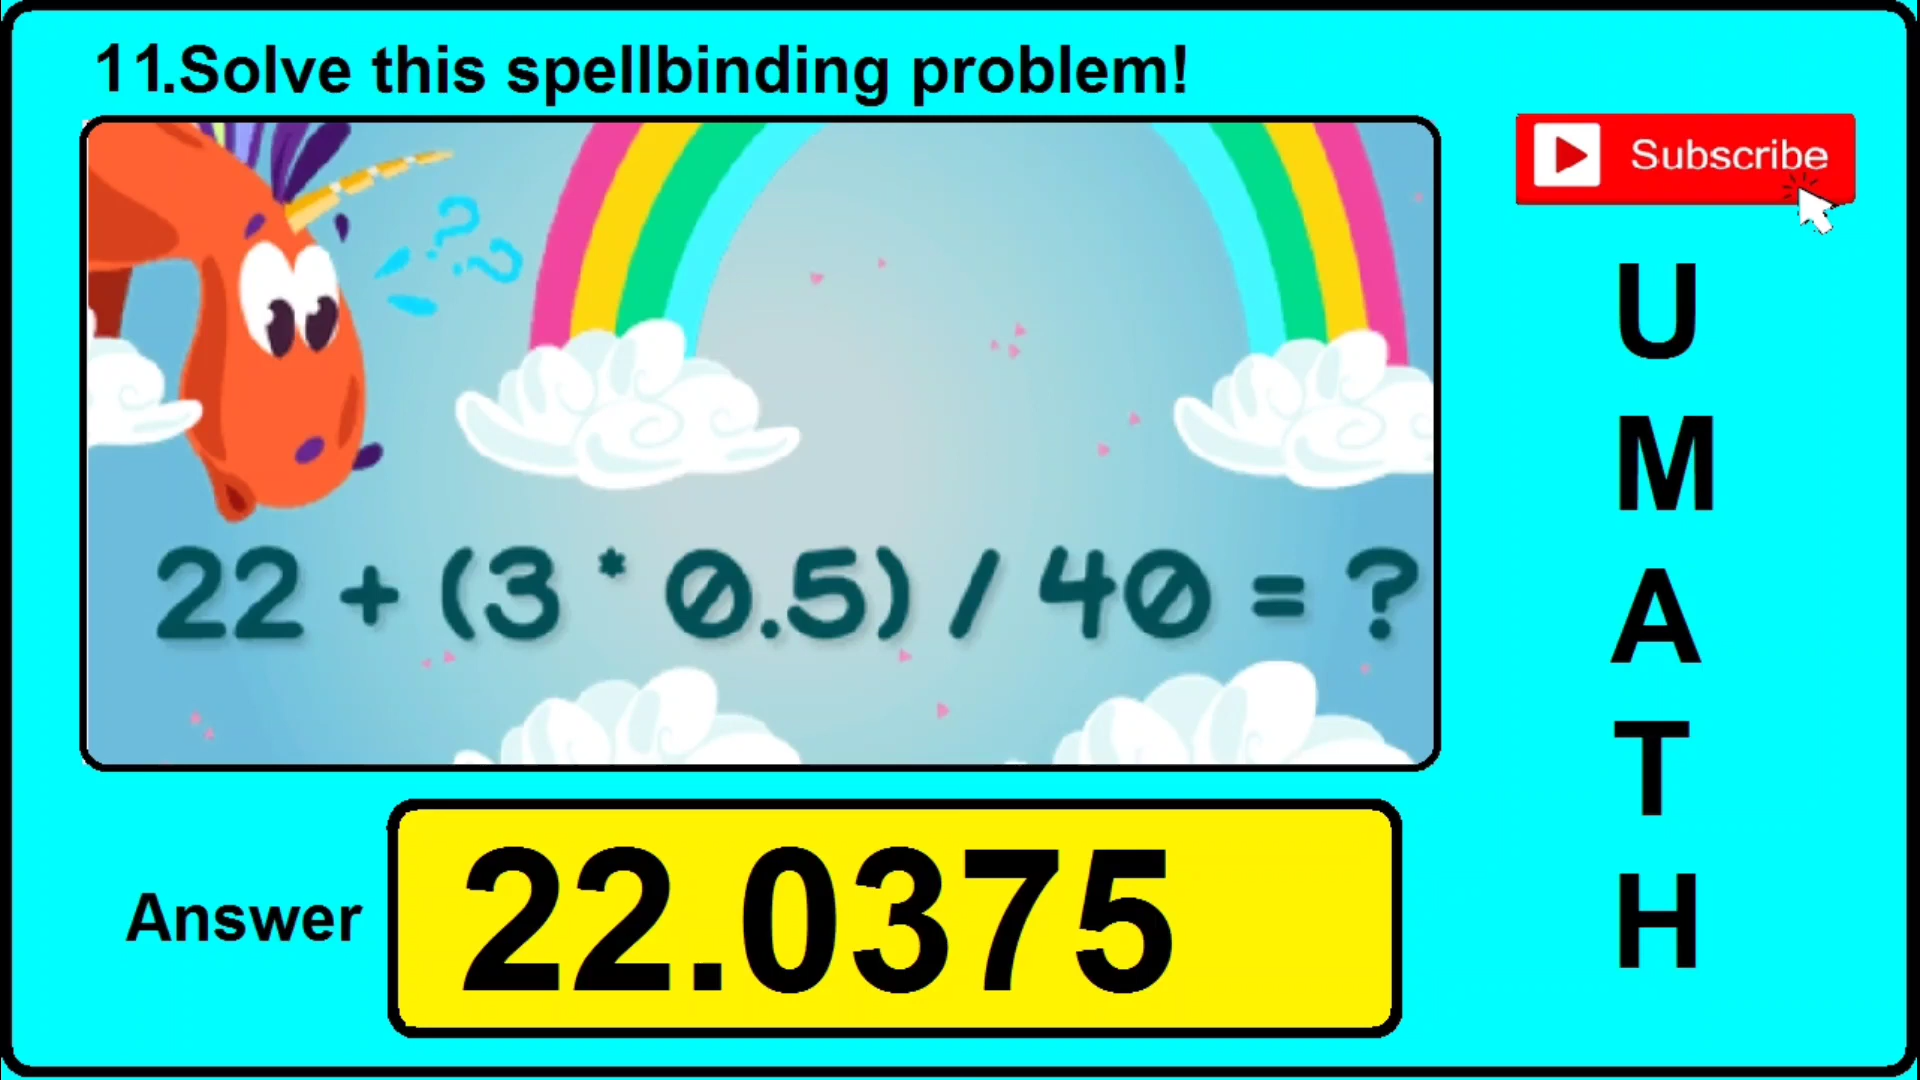 11.Solve this spellbinding problem!
Subscribe
22 + (3 * 0.5) / 40 = ?
Answer
22.0375
U
M
A
T
H